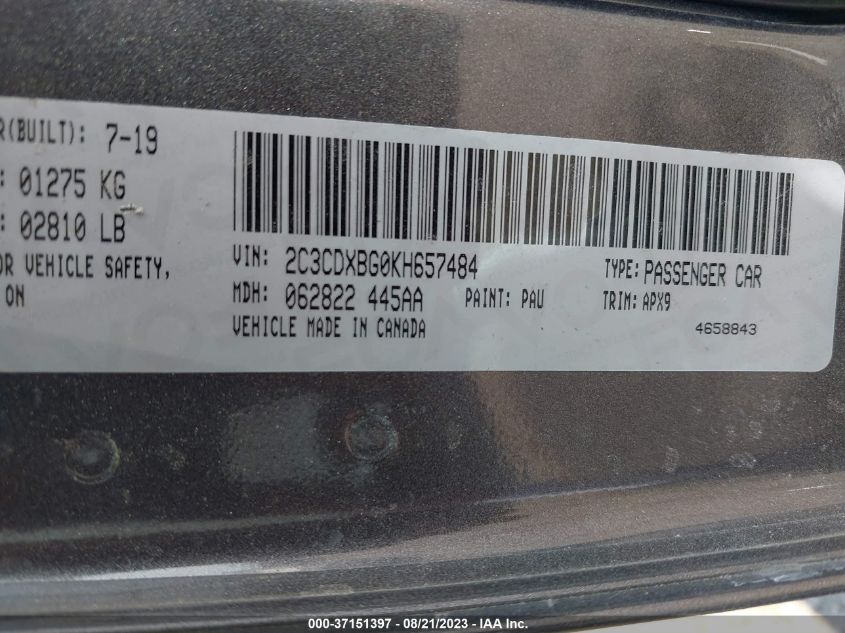 R(BUILT): 7-19
: 01275 KG
: 02810 LB
OR VEHICLE SAFETY,
ON
VIN: 2C3CDXBG0KH657484 TYPE: PASSENGER CAR
MDH: 062822 445AA PAINT: PAU TRIM: APX9
VEHICLE MADE IN CANADA 4658843
000-37151397 - 08/21/2023 - IAA Inc.